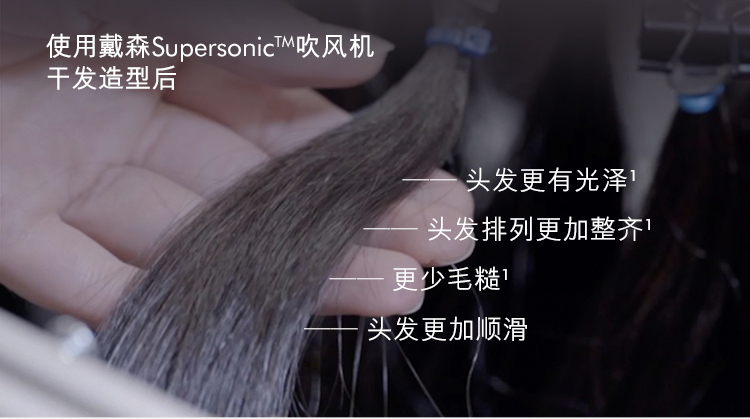 使用戴森Supersonic™吹风机
干发造型后
头发更有光泽¹
头发排列更加整齐¹
更少毛糙¹
头发更加顺滑